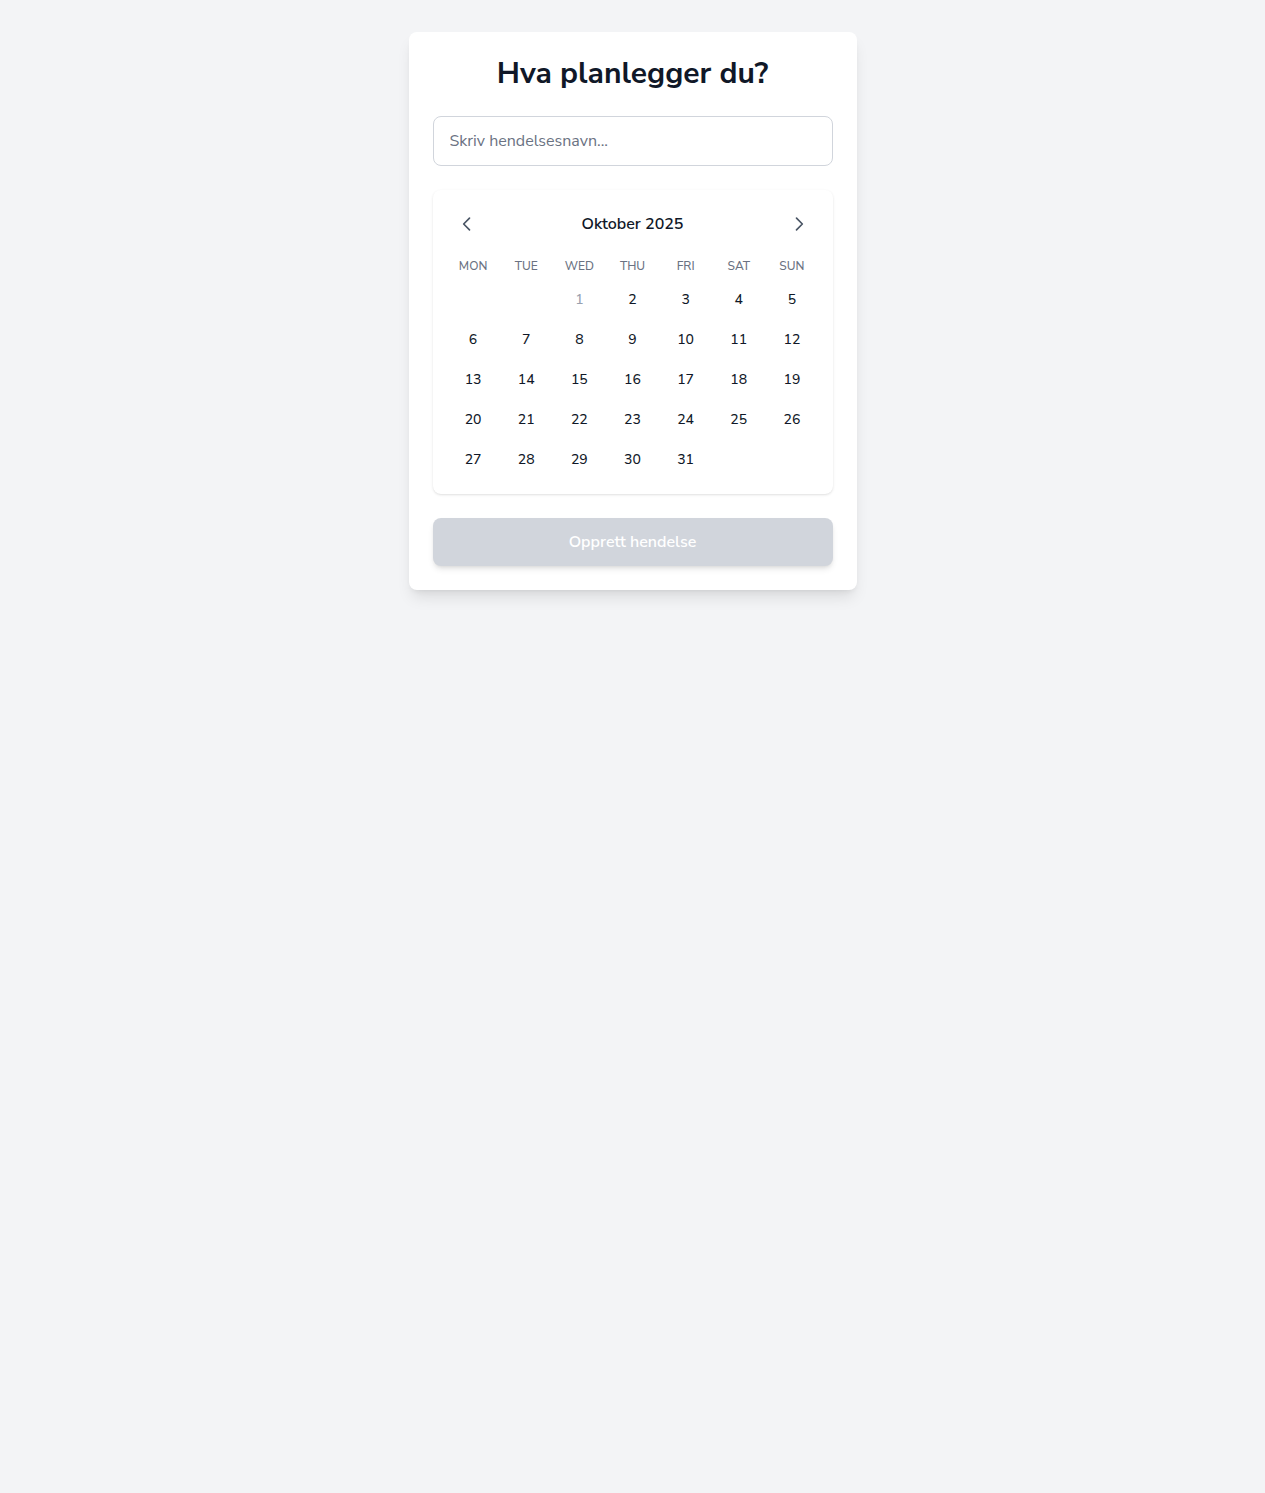 Hva planlegger du?
Skriv hendelsesnavn...
Oktober 2025
MON TUE WED THU FRI SAT SUN
1 2 3 4 5
6 7 8 9 10 11 12
13 14 15 16 17 18 19
20 21 22 23 24 25 26
27 28 29 30 31
Opprett hendelse